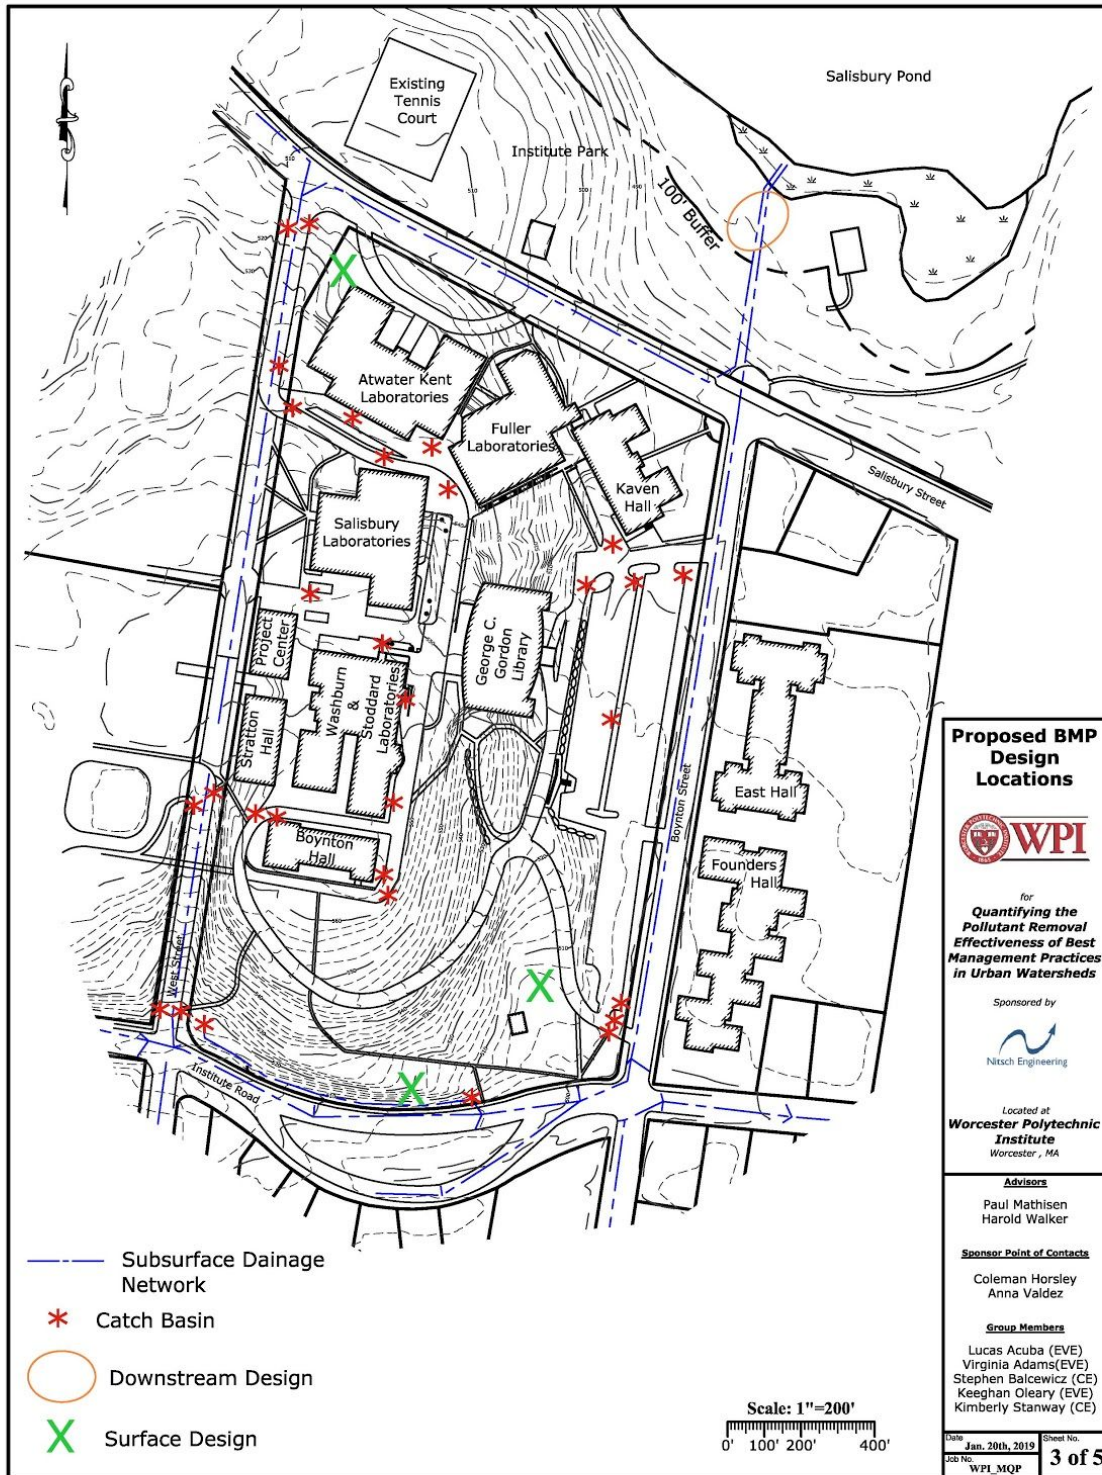 Salisbury Pond
Existing
Tennis
Court
Institute Park
100' Buffer
Atwater Kent
Laboratories
Fuller
Laboratories
Kaven
Hall
Salisbury Street
Salisbury
Laboratories
Project
Center
George C.
Gordon
Library
Washburn
&
Stoddard
Laboratories
Stratton
Hall
Boynton
Hall
Boynton Street
East Hall
Founders
Hall
West Street
Institute Road
Subsurface Dainage
Network
Catch Basin
Downstream Design
Surface Design
Scale: 1"=200'
0' 100' 200' 400'
Proposed BMP
Design
Locations
WPI
for
Quantifying the
Pollutant Removal
Effectiveness of Best
Management Practices
in Urban Watersheds
Sponsored by
Nitsch Engineering
Located at
Worcester Polytechnic
Institute
Worcester , MA
Advisors
Paul Mathisen
Harold Walker
Sponsor Point of Contacts
Coleman Horsley
Anna Valdez
Group Members
Lucas Acuba (EVE)
Virginia Adams(EVE)
Stephen Balcewicz (CE)
Keeghan Oleary (EVE)
Kimberly Stanway (CE)
Date
Jan. 20th, 2019
Sheet No.
3 of 5
Job No.
WPI_MQP